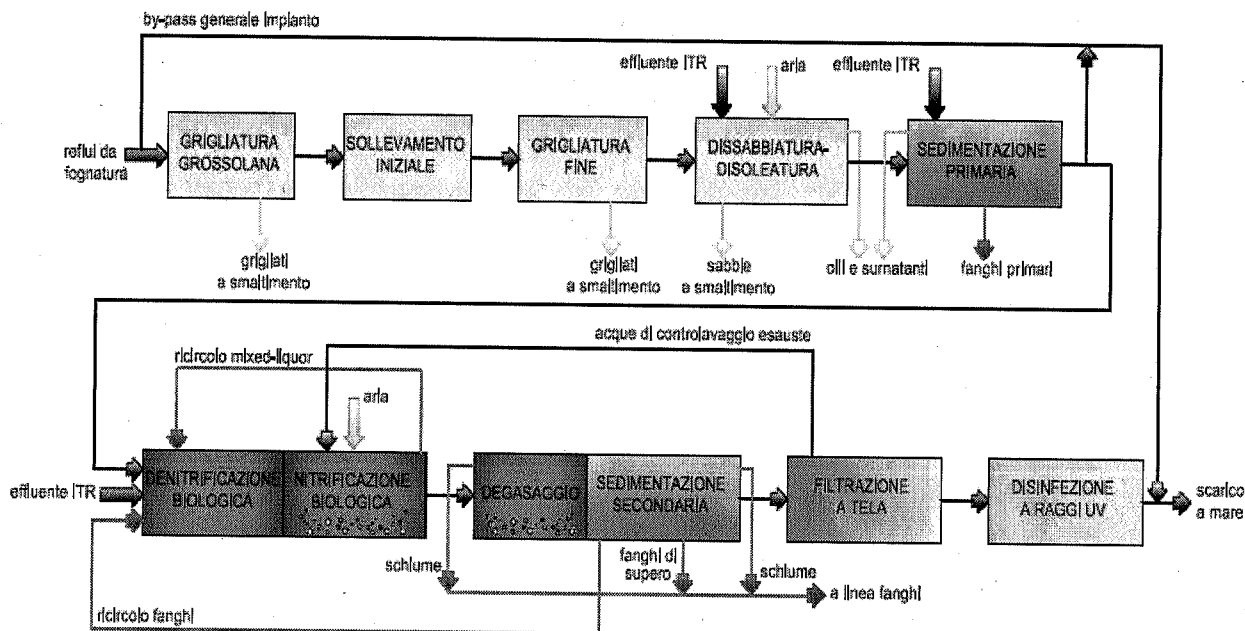 by-pass generale impianto
effluente ITR
aria
effluente ITR
reflui da
fognatura
GRIGLIATURA
GROSSOLANA
SOLLEVAMENTO
INIZIALE
GRIGLIATURA
FINE
DISSABBIATURA-
DISOLEATURA
SEDIMENTAZIONE
PRIMARIA
grigliati
a smaltimento
grigliati
a smaltimento
sabbie
a smaltimento
olii e surnatanti
fanghi primari
acque di controlavaggio esauste
ricircolo mixed-liquor
aria
effluente ITR
DENITRIFICAZIONE
BIOLOGICA
NITRIFICAZIONE
BIOLOGICA
DEGASAGGIO
SEDIMENTAZIONE
SECONDARIA
FILTRAZIONE
A TELA
DISINFEZIONE
A RAGGI UV
scarico
a mare
schiume
fanghi di
supero
schiume
a linea fanghi
ricircolo fanghi